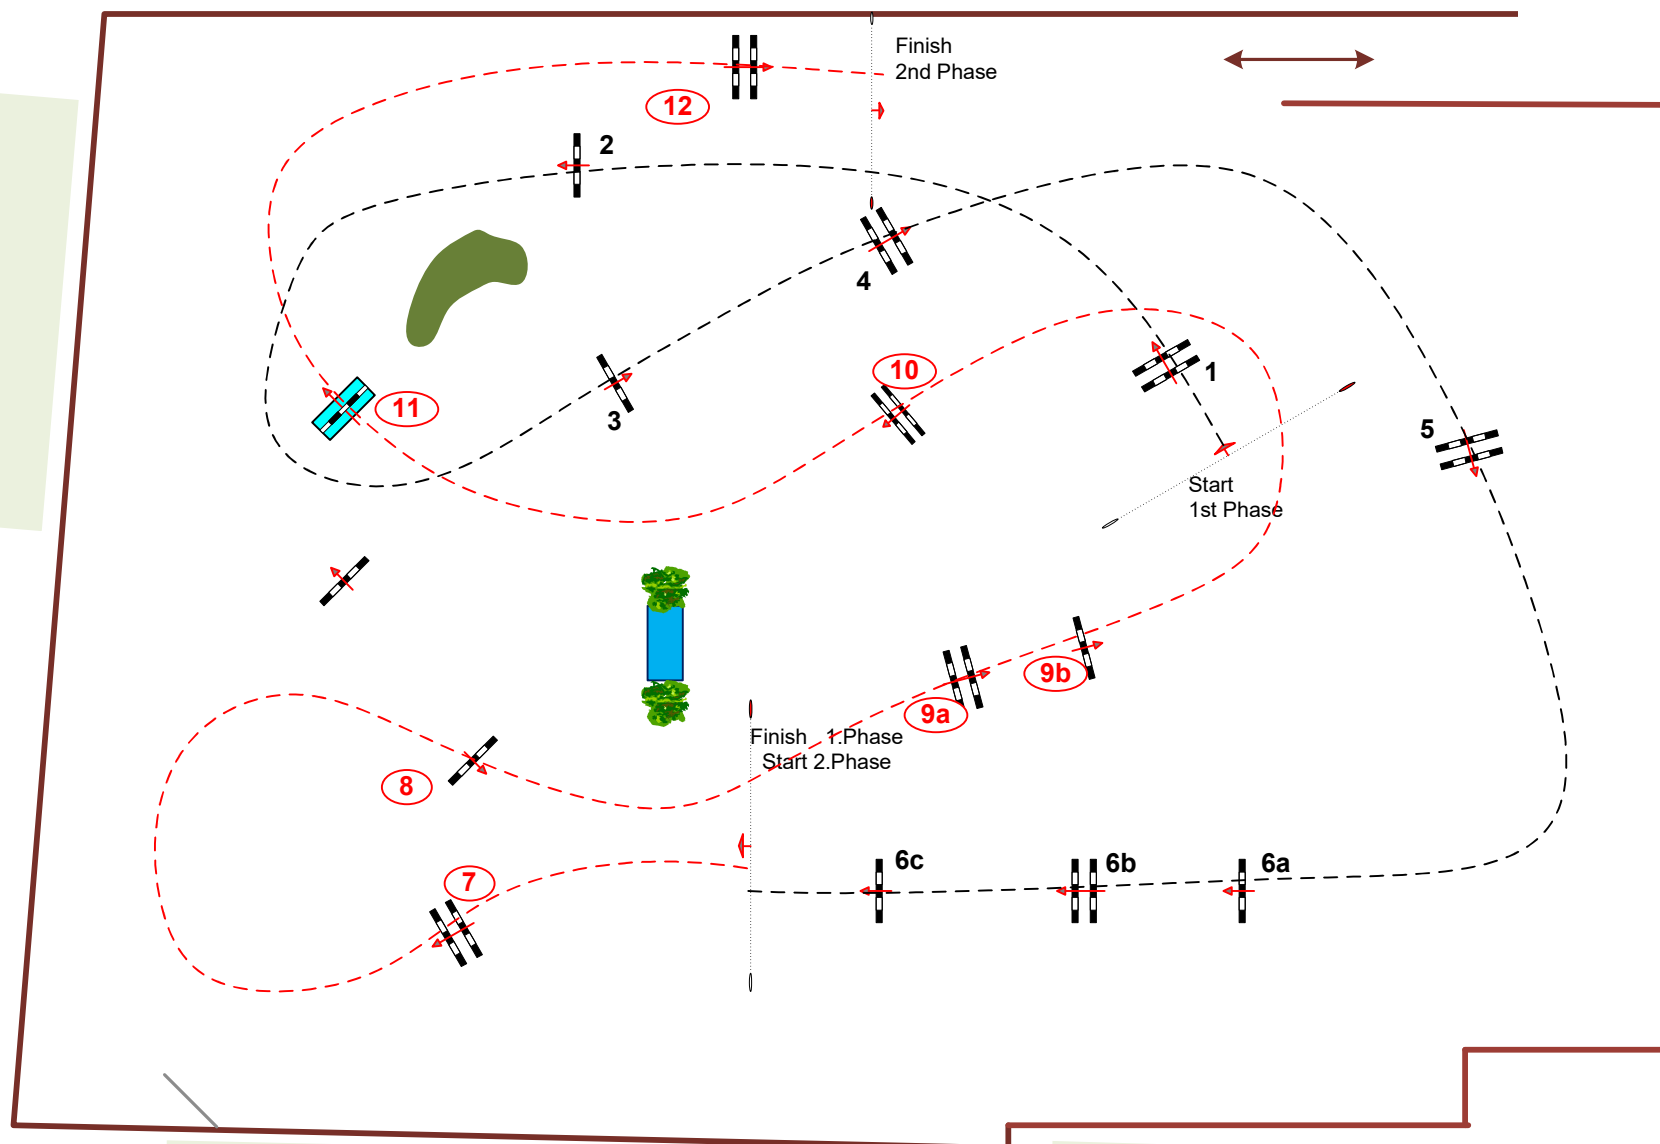 Finish
2nd Phase
12
2
4
10
1
11
3
5
Start
1st Phase
9b
9a
Finish 1.Phase
Start 2.Phase
8
7
6c
6b
6a